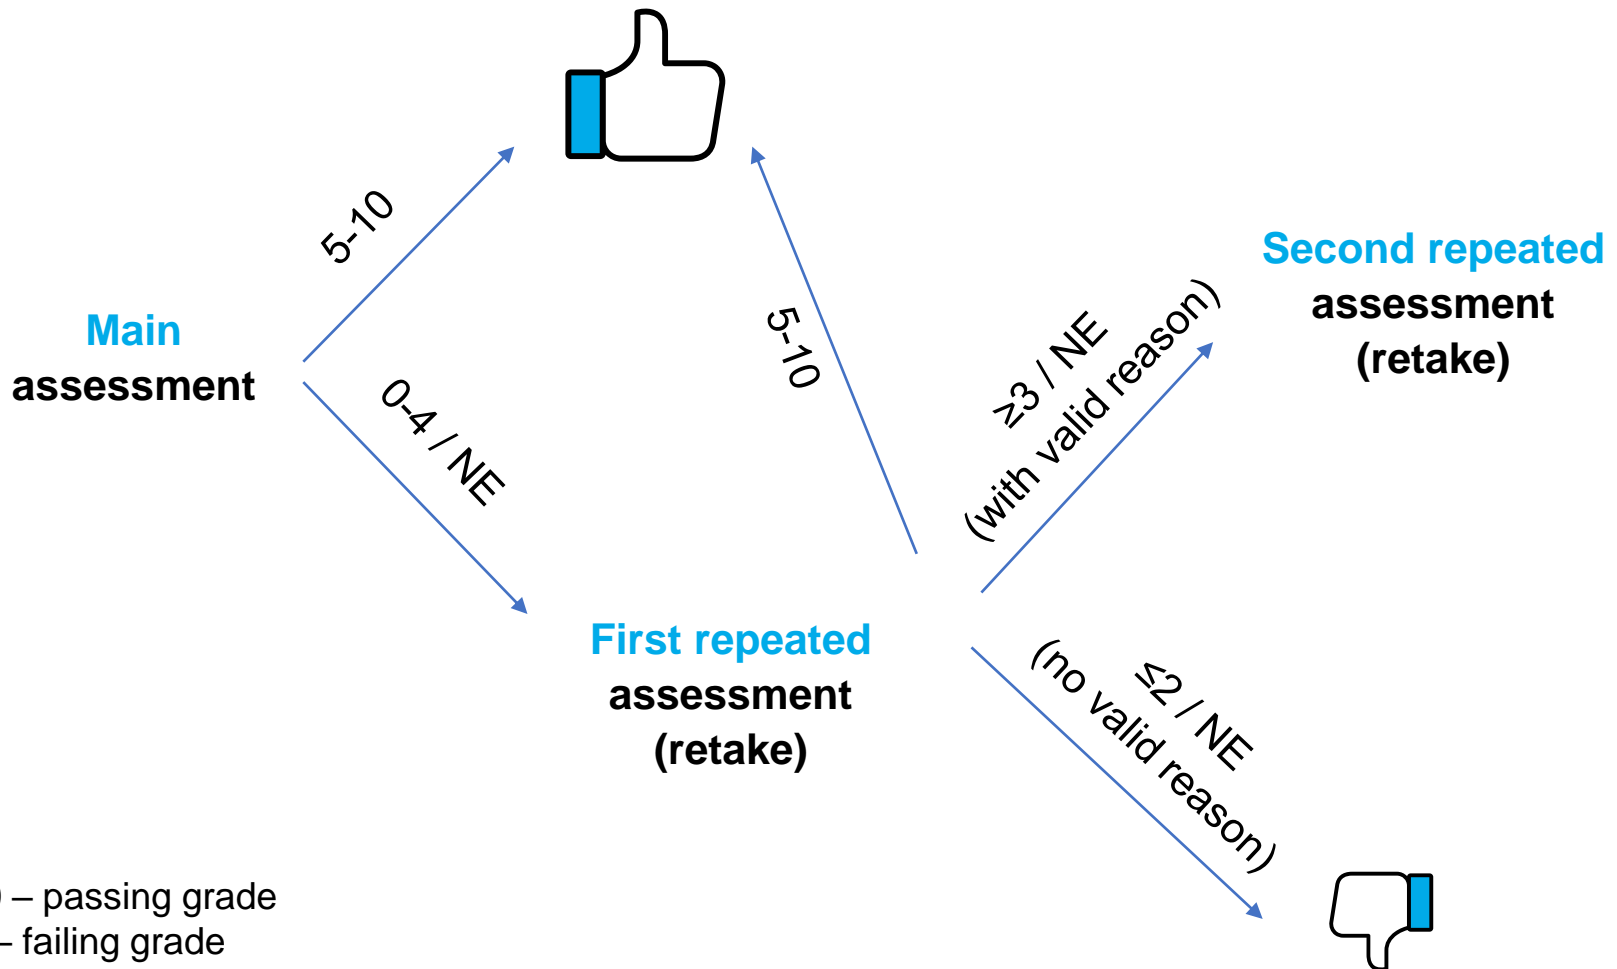 5-10
Main
assessment
0-4 / NE
5-10
≥3 / NE
(with valid reason)
Second repeated
assessment
(retake)
First repeated
assessment
(retake)
≤2 / NE
(no valid reason)
– passing grade
– failing grade